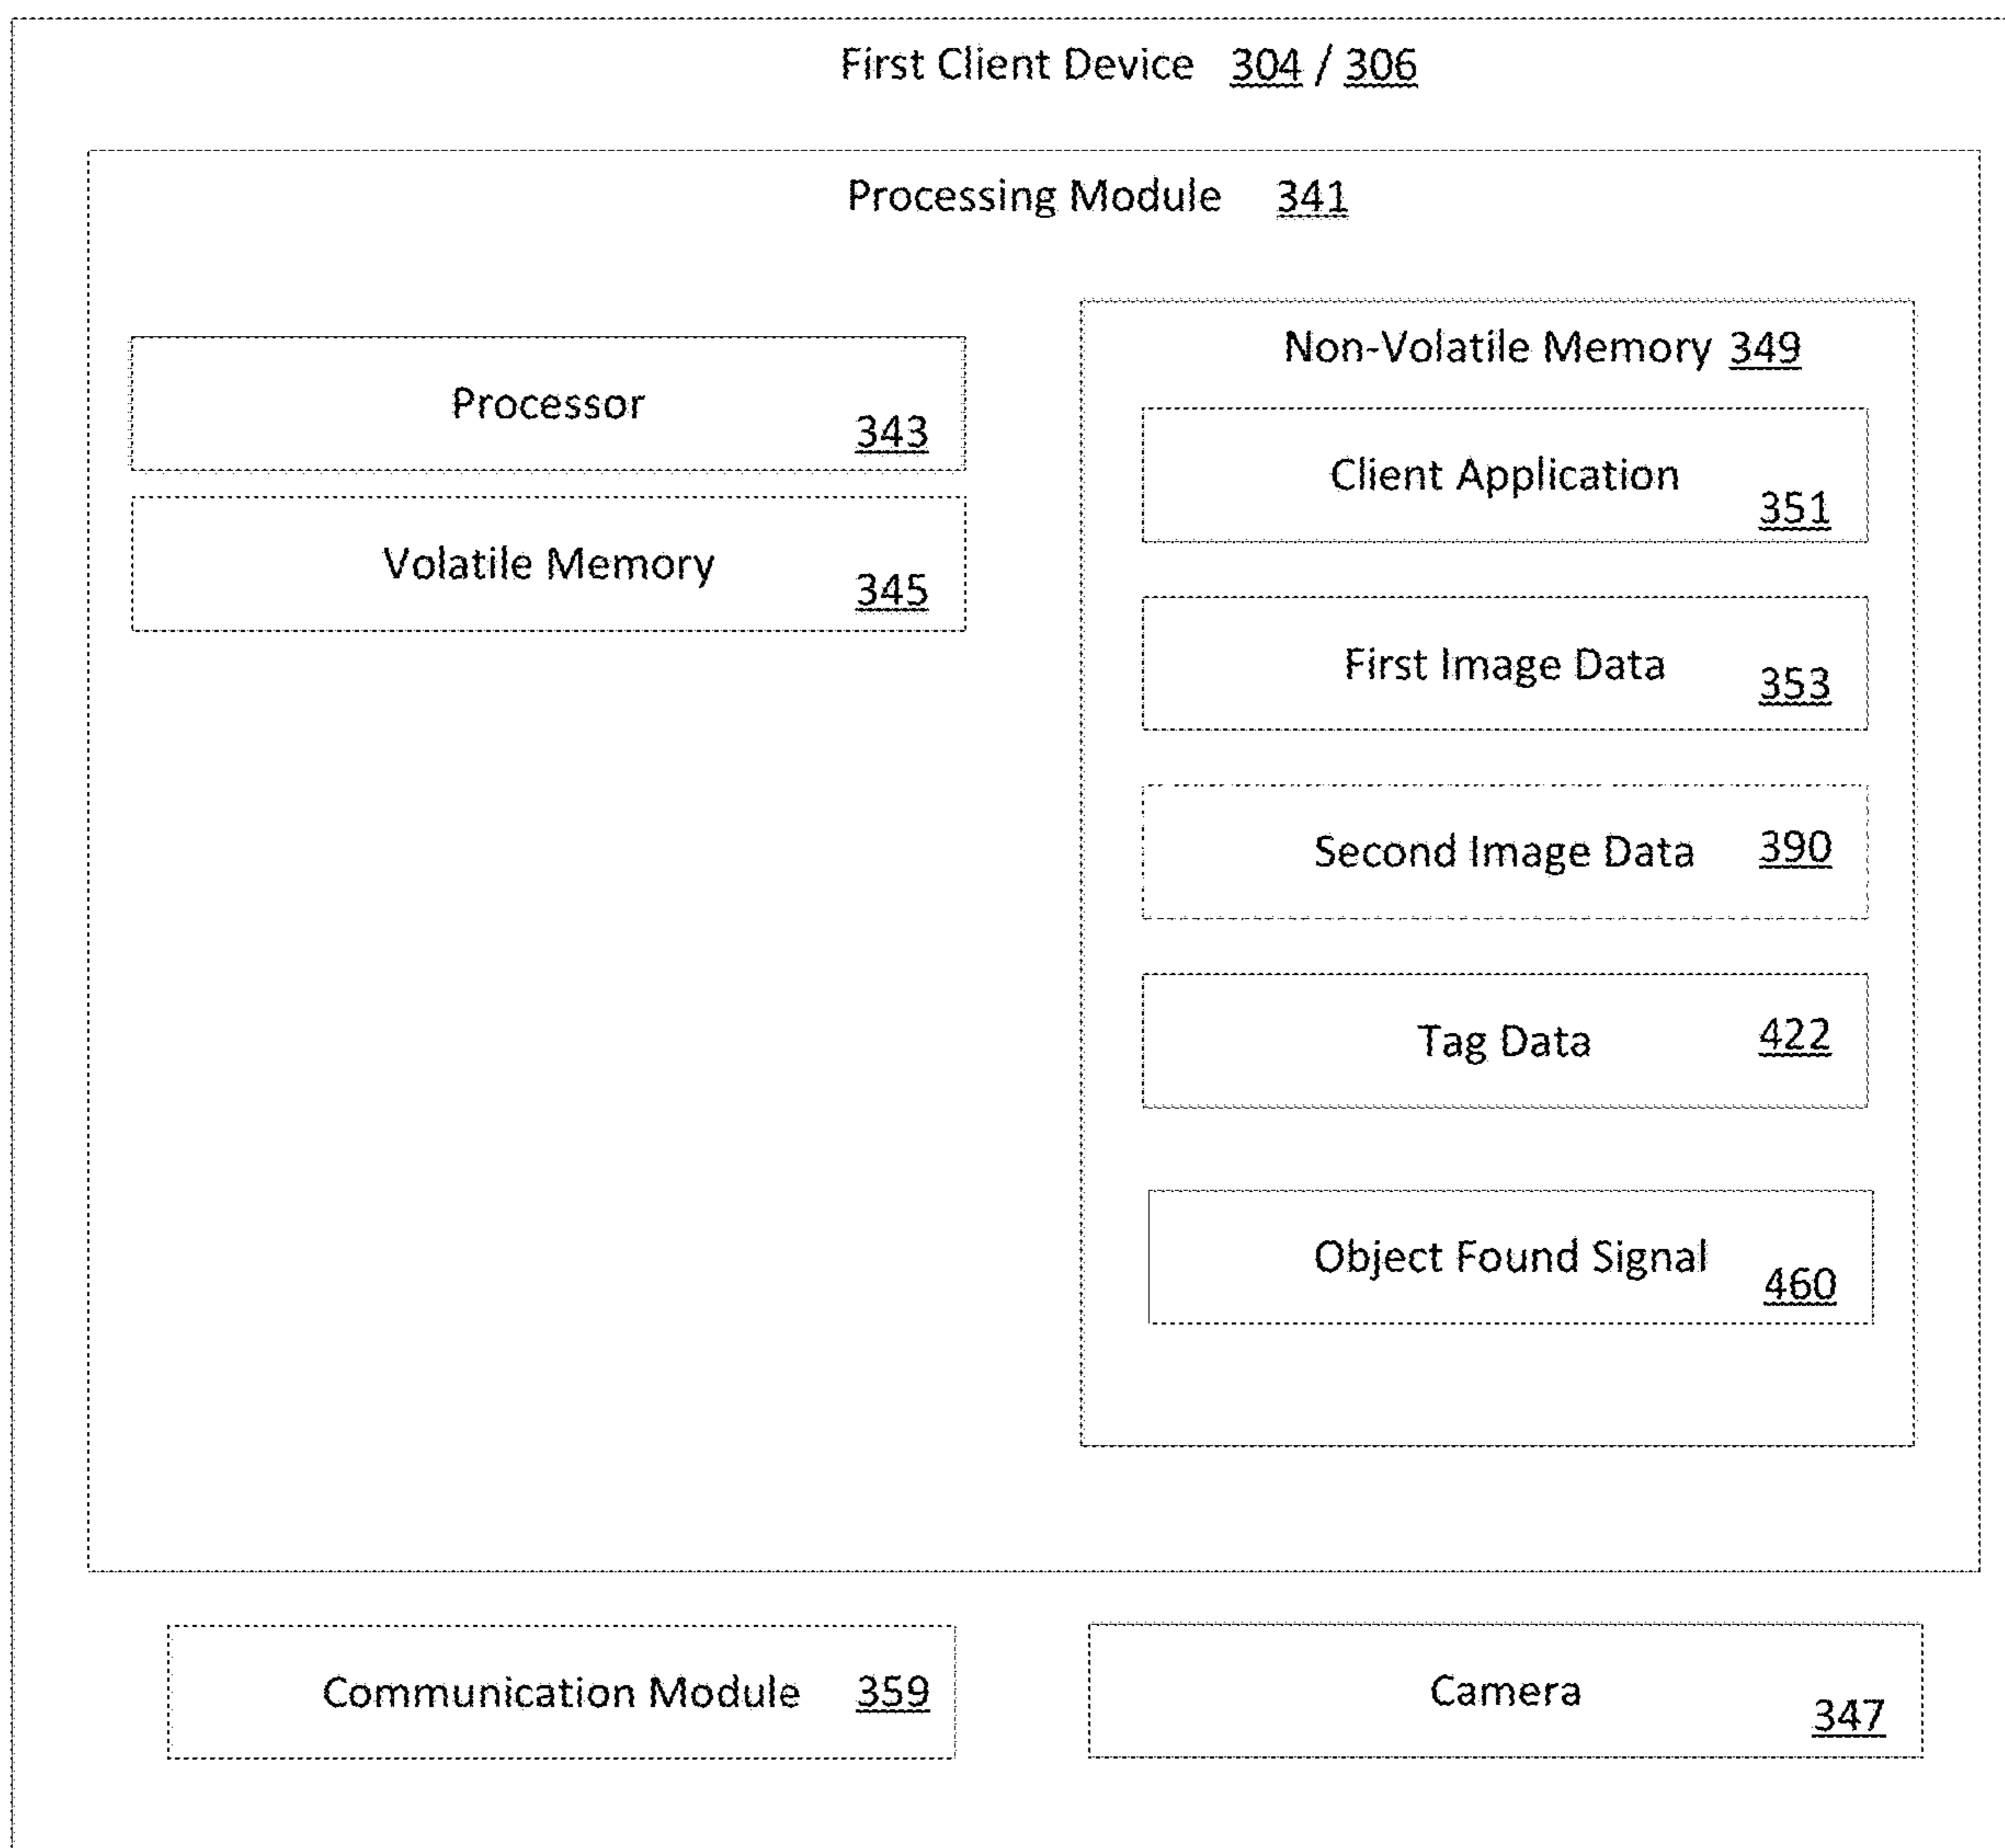 First Client Device 304 / 306
Processing Module 341
Processor 343
Volatile Memory 345
Non-Volatile Memory 349
Client Application 351
First Image Data 353
Second Image Data 390
Tag Data 422
Object Found Signal 460
Communication Module 359
Camera 347